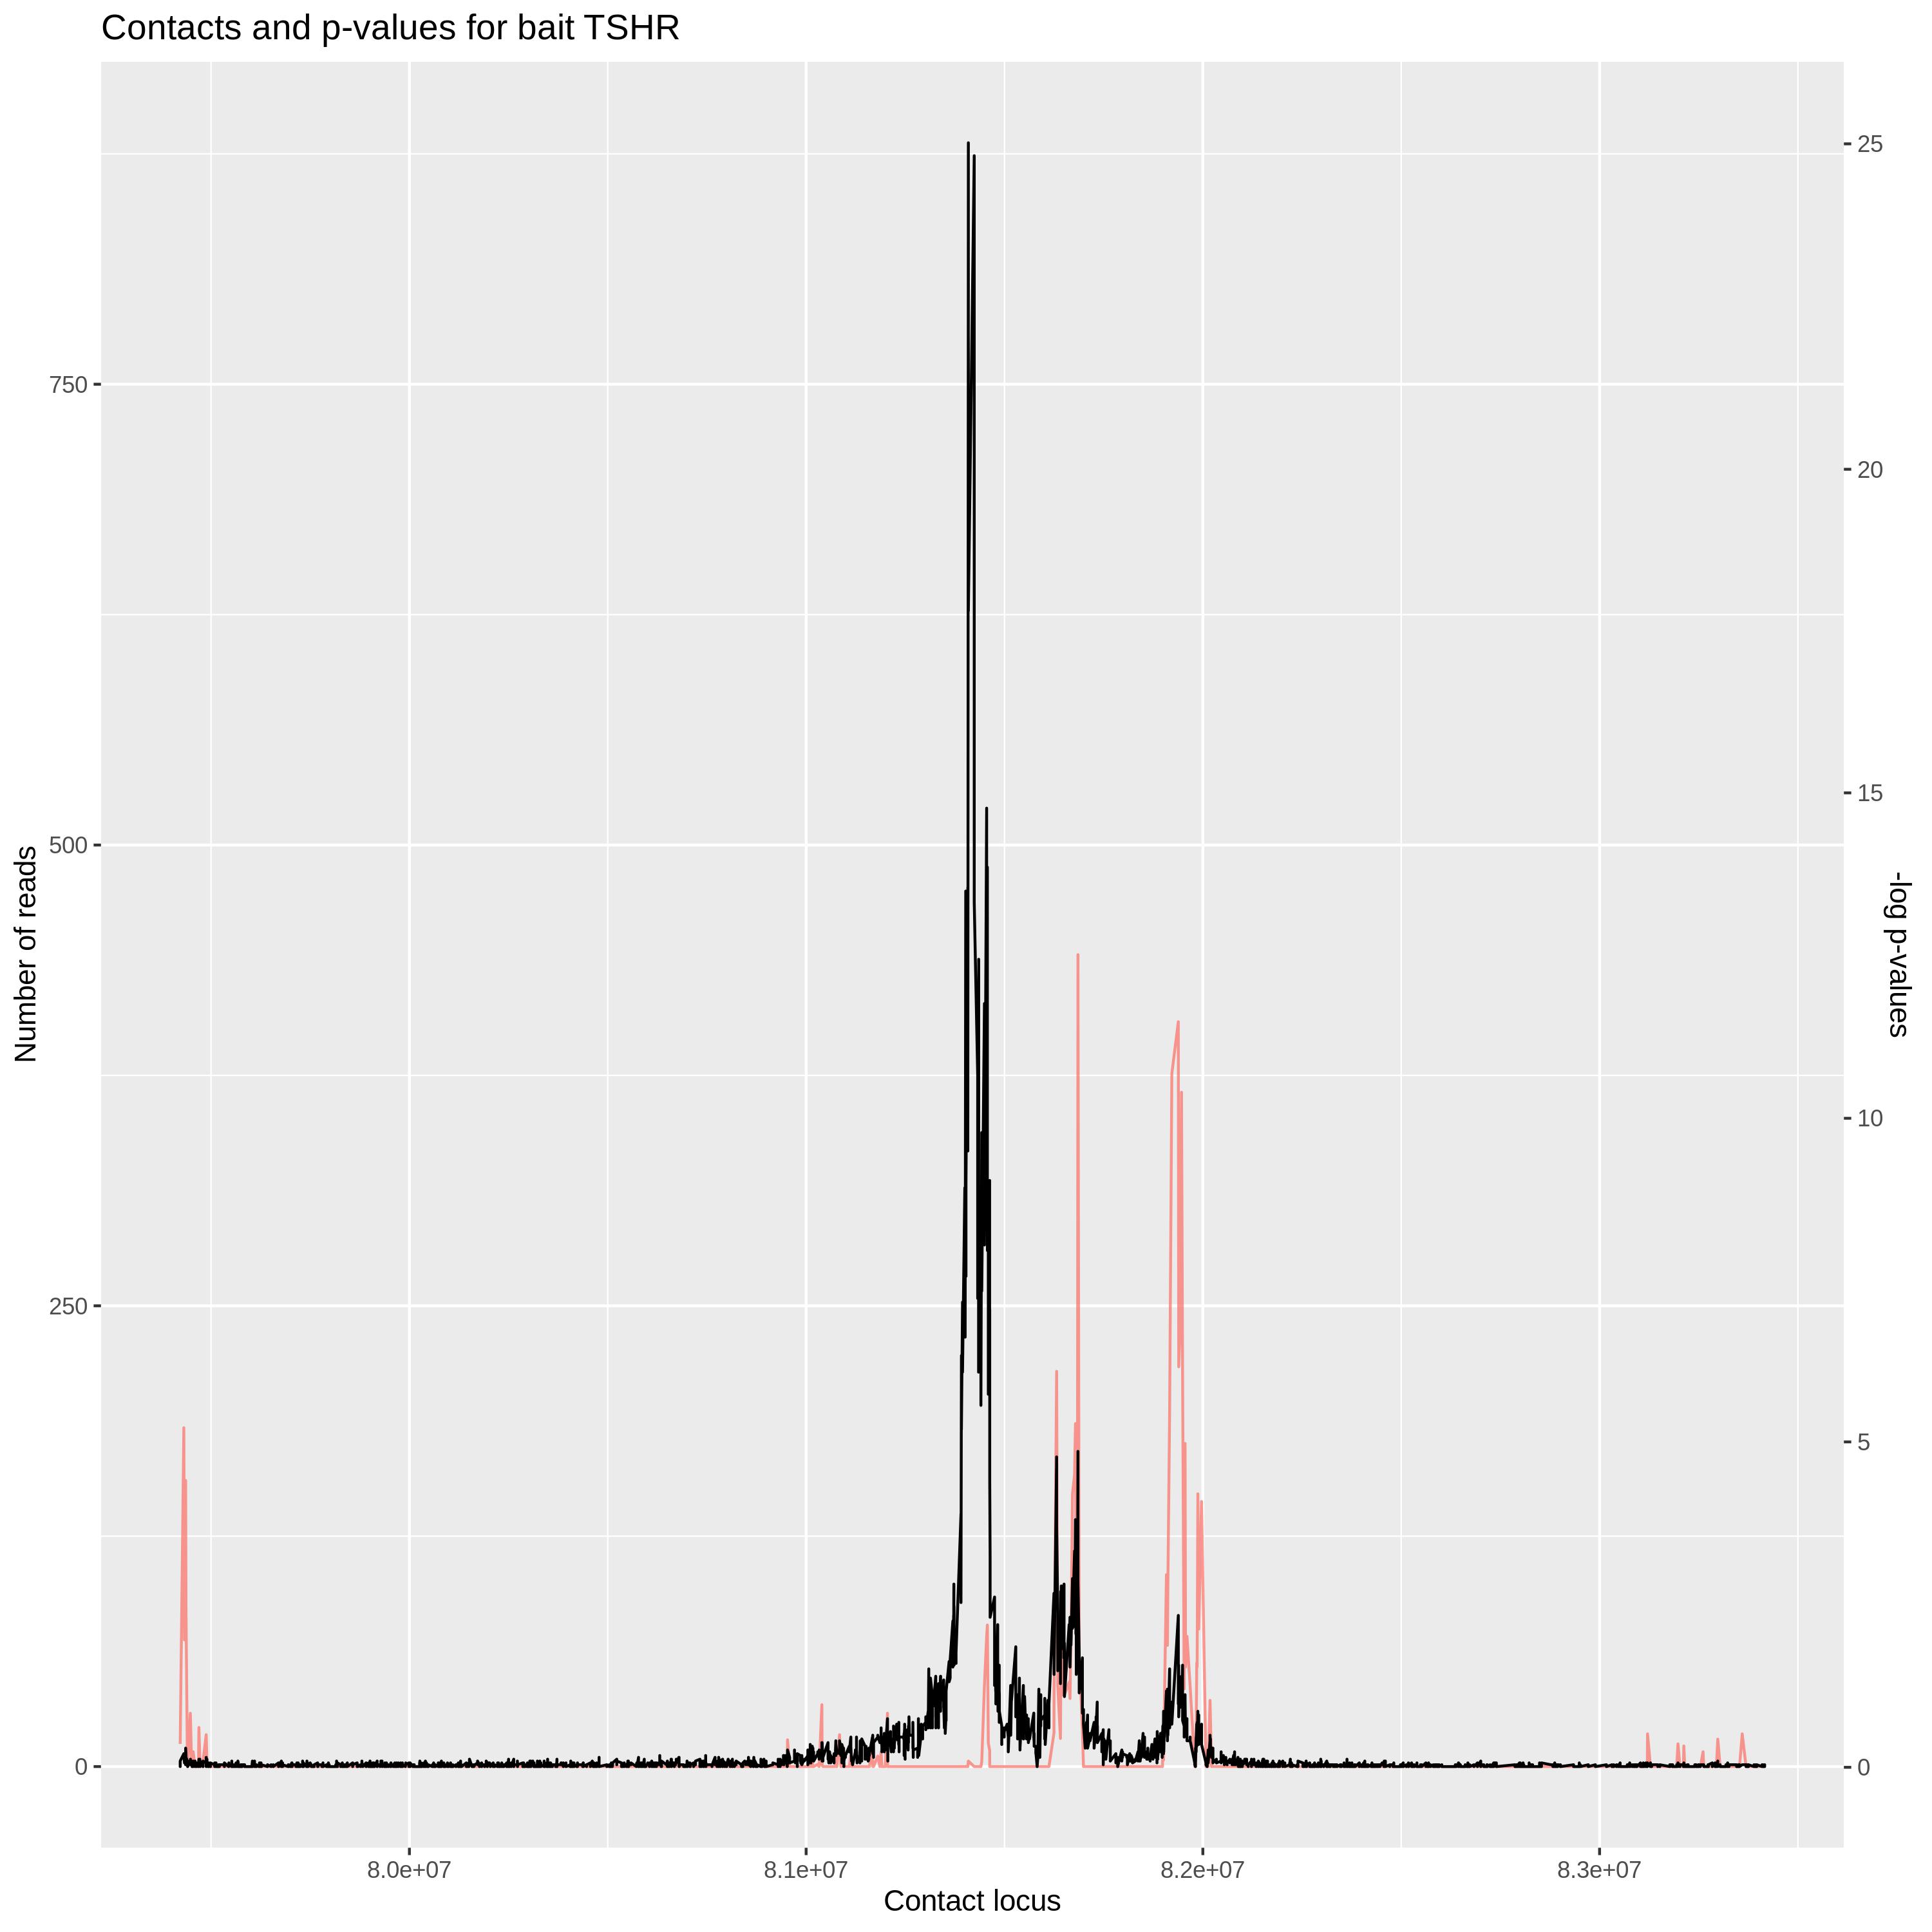 Contacts and p-values for bait TSHR
Number of reads
750
500
250
0
25
20
15
10
5
0
-log p-values
8.0e+07
8.1e+07
8.2e+07
8.3e+07
Contact locus